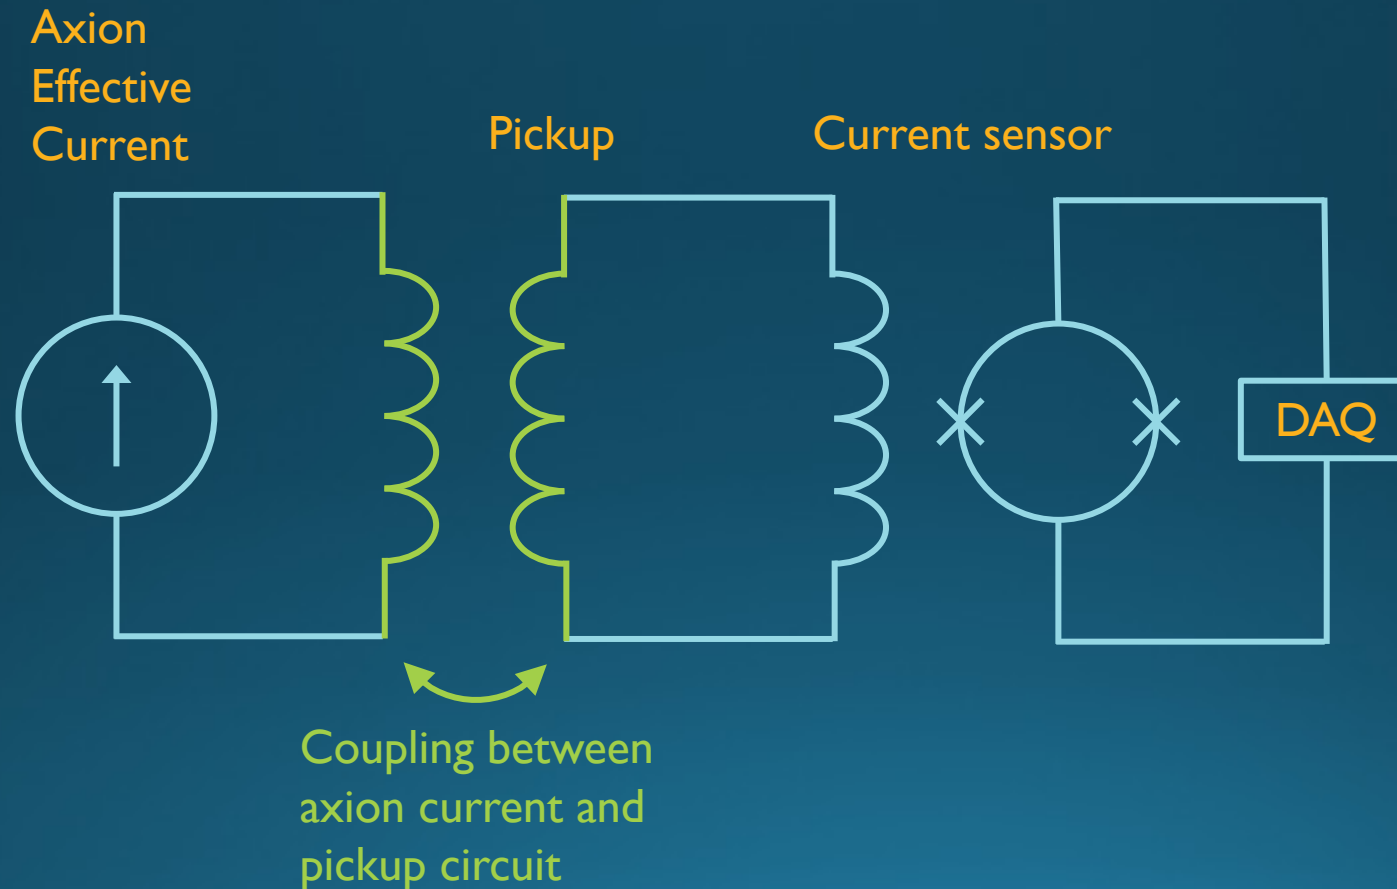 Axion
Effective
Current
Pickup
Current sensor
DAQ
Coupling between
axion current and
pickup circuit